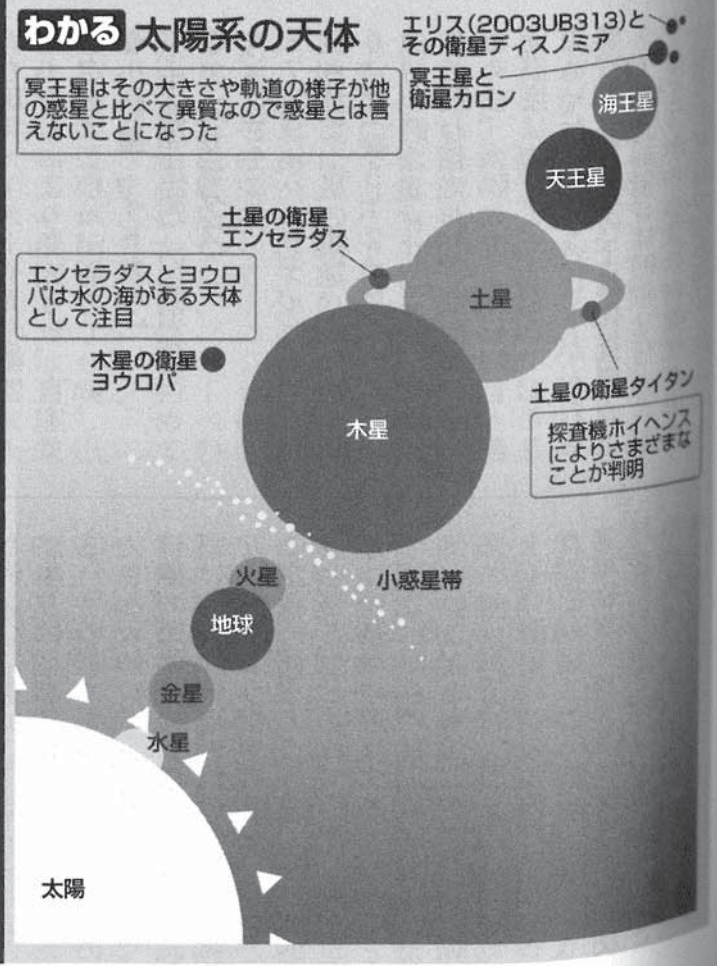 わかる 太陽系の天体
エリス(2003UB313)と
その衛星ディスノミア
冥王星と
衛星カロン
冥王星はその大きさや軌道の様子が他
の惑星と比べて異質なので惑星とは言
えないことになった
海王星
天王星
土星の衛星
エンセラダス
エンセラダスとヨウロ
パは水の海がある天体
として注目
土星
木星の衛星
ヨウロパ
土星の衛星タイタン
探査機ホイヘンス
によりさまざまな
ことが判明
木星
小惑星帯
火星
地球
金星
水星
太陽